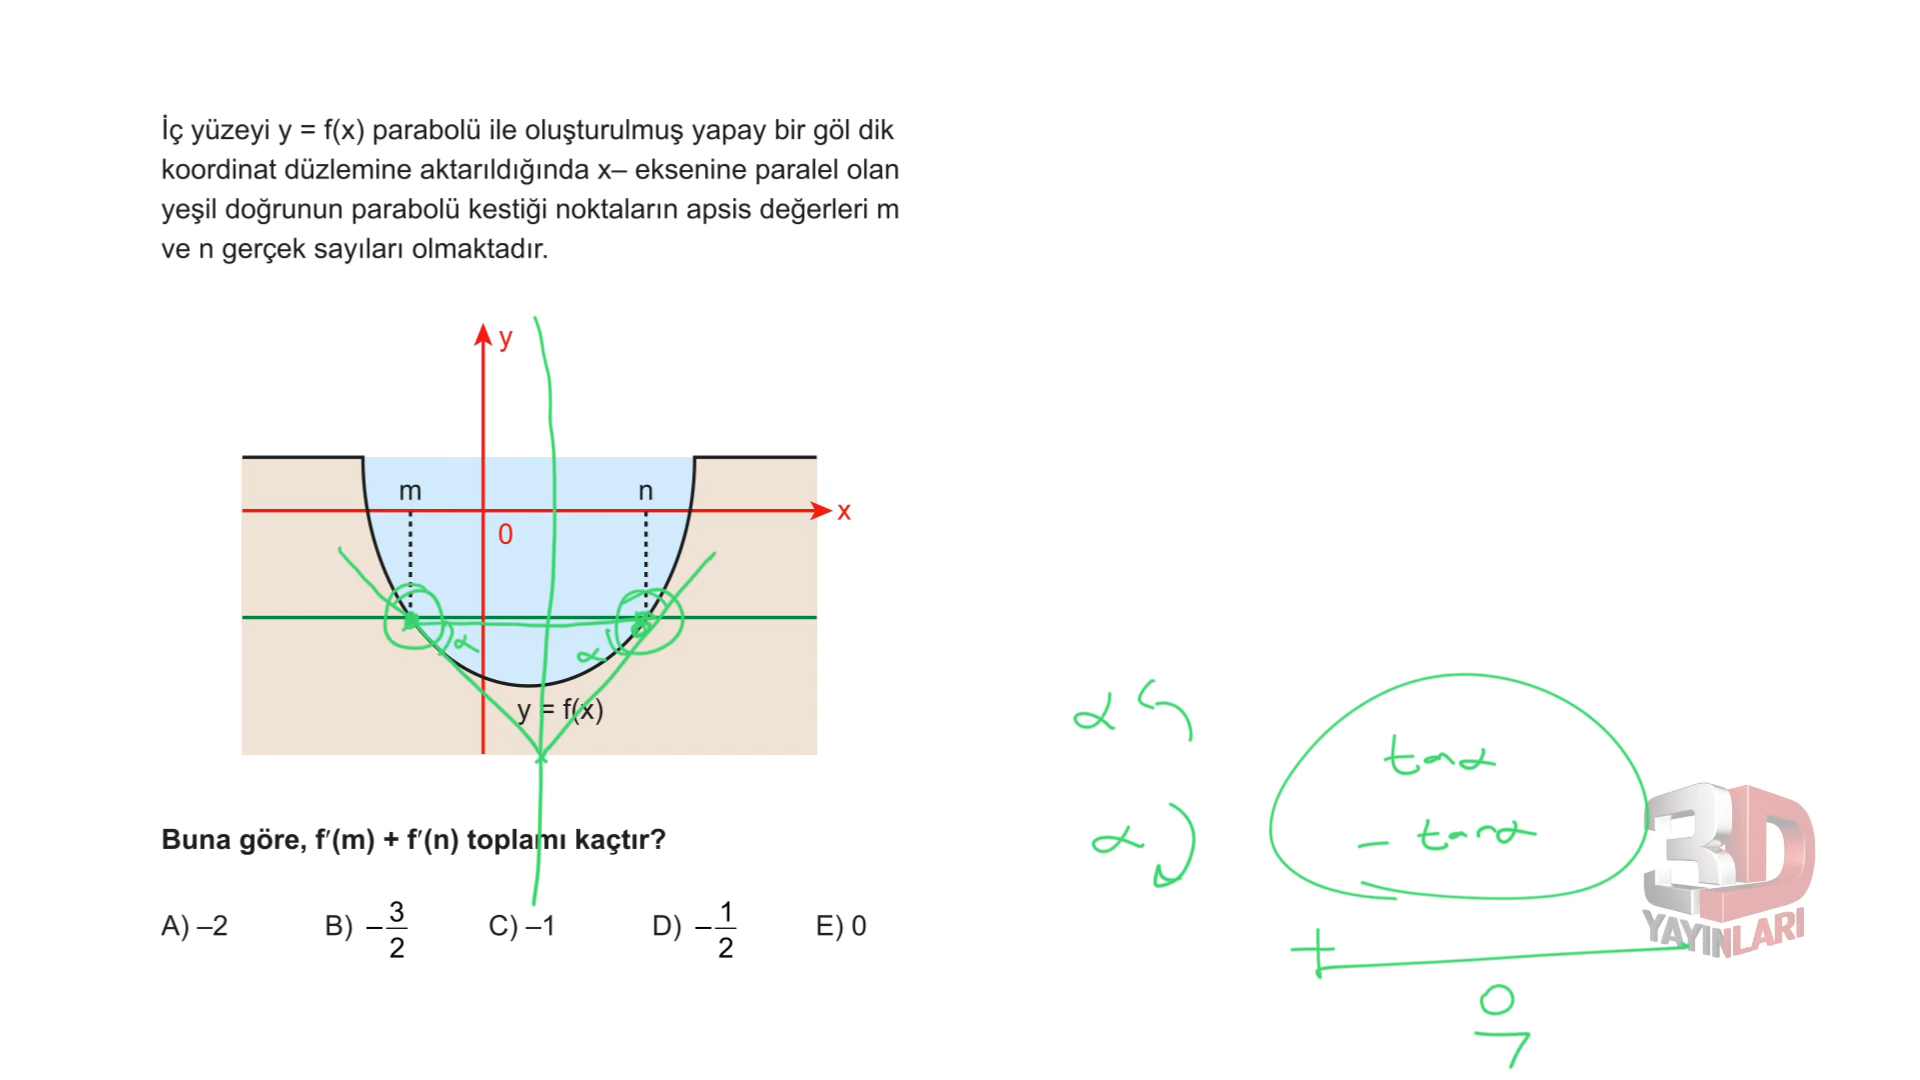 İç yüzeyi y = f(x) parabolü ile oluşturulmuş yapay bir göl dik
koordinat düzlemine aktarıldığında x– eksenine paralel olan
yeşil doğrunun parabolü kestiği noktaların apsis değerleri m
ve n gerçek sayıları olmaktadır.
y
m
n
x
0
α
α
y = f(x)
α
tanα
α
– tanα
+
0
Buna göre, f′(m) + f′(n) toplamı kaçtır?
A) –2 B) –3/2 C) –1 D) –1/2 E) 0
3D
YAYINLARI